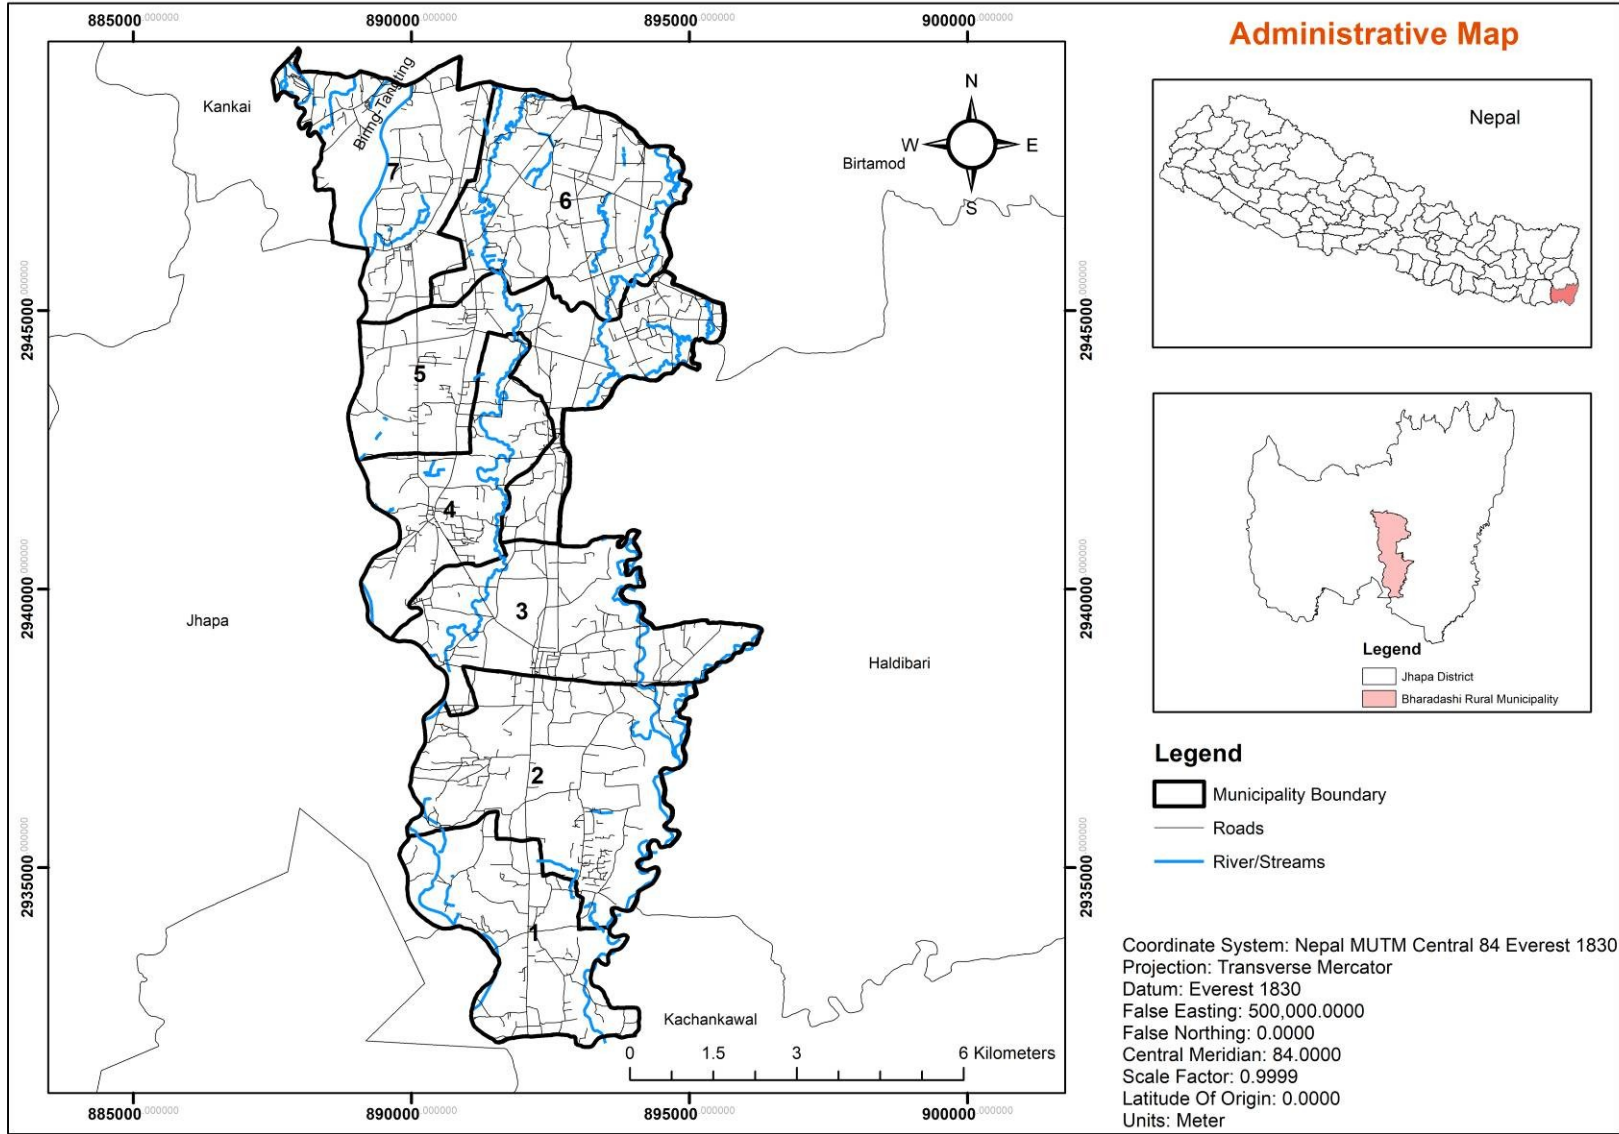 885000.000000 890000.000000 895000.000000 900000.000000
Administrative Map
Nepal
Kankai
Biring-Tangting
Birtamod
N
W E
S
7
6
2945000.000000 2945000.000000
5
4
2940000.000000 2940000.000000
3
Jhapa
Haldibari
Legend
Jhapa District
Bharadashi Rural Municipality
2
Legend
Municipality Boundary
Roads
River/Streams
2935000.000000 2935000.000000
1
Kachankawal
0 1.5 3 6 Kilometers
Coordinate System: Nepal MUTM Central 84 Everest 1830
Projection: Transverse Mercator
Datum: Everest 1830
False Easting: 500,000.0000
False Northing: 0.0000
Central Meridian: 84.0000
Scale Factor: 0.9999
Latitude Of Origin: 0.0000
Units: Meter
885000.000000 890000.000000 895000.000000 900000.000000